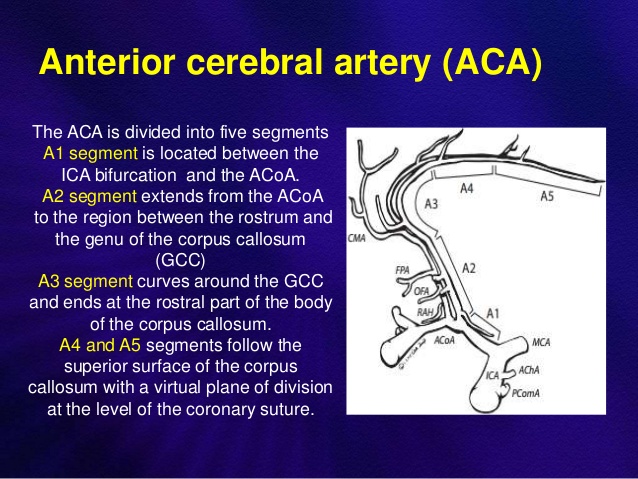 Anterior cerebral artery (ACA)
The ACA is divided into five segments
A1 segment is located between the
ICA bifurcation and the ACoA.
A2 segment extends from the ACoA
to the region between the rostrum and
the genu of the corpus callosum
(GCC)
A3 segment curves around the GCC
and ends at the rostral part of the body
of the corpus callosum.
A4 and A5 segments follow the
superior surface of the corpus
callosum with a virtual plane of division
at the level of the coronary suture.
A4
A5
A3
CMA
FPA
A2
OFA
RAH
A1
ACoA
MCA
ICA
AChA
PComA